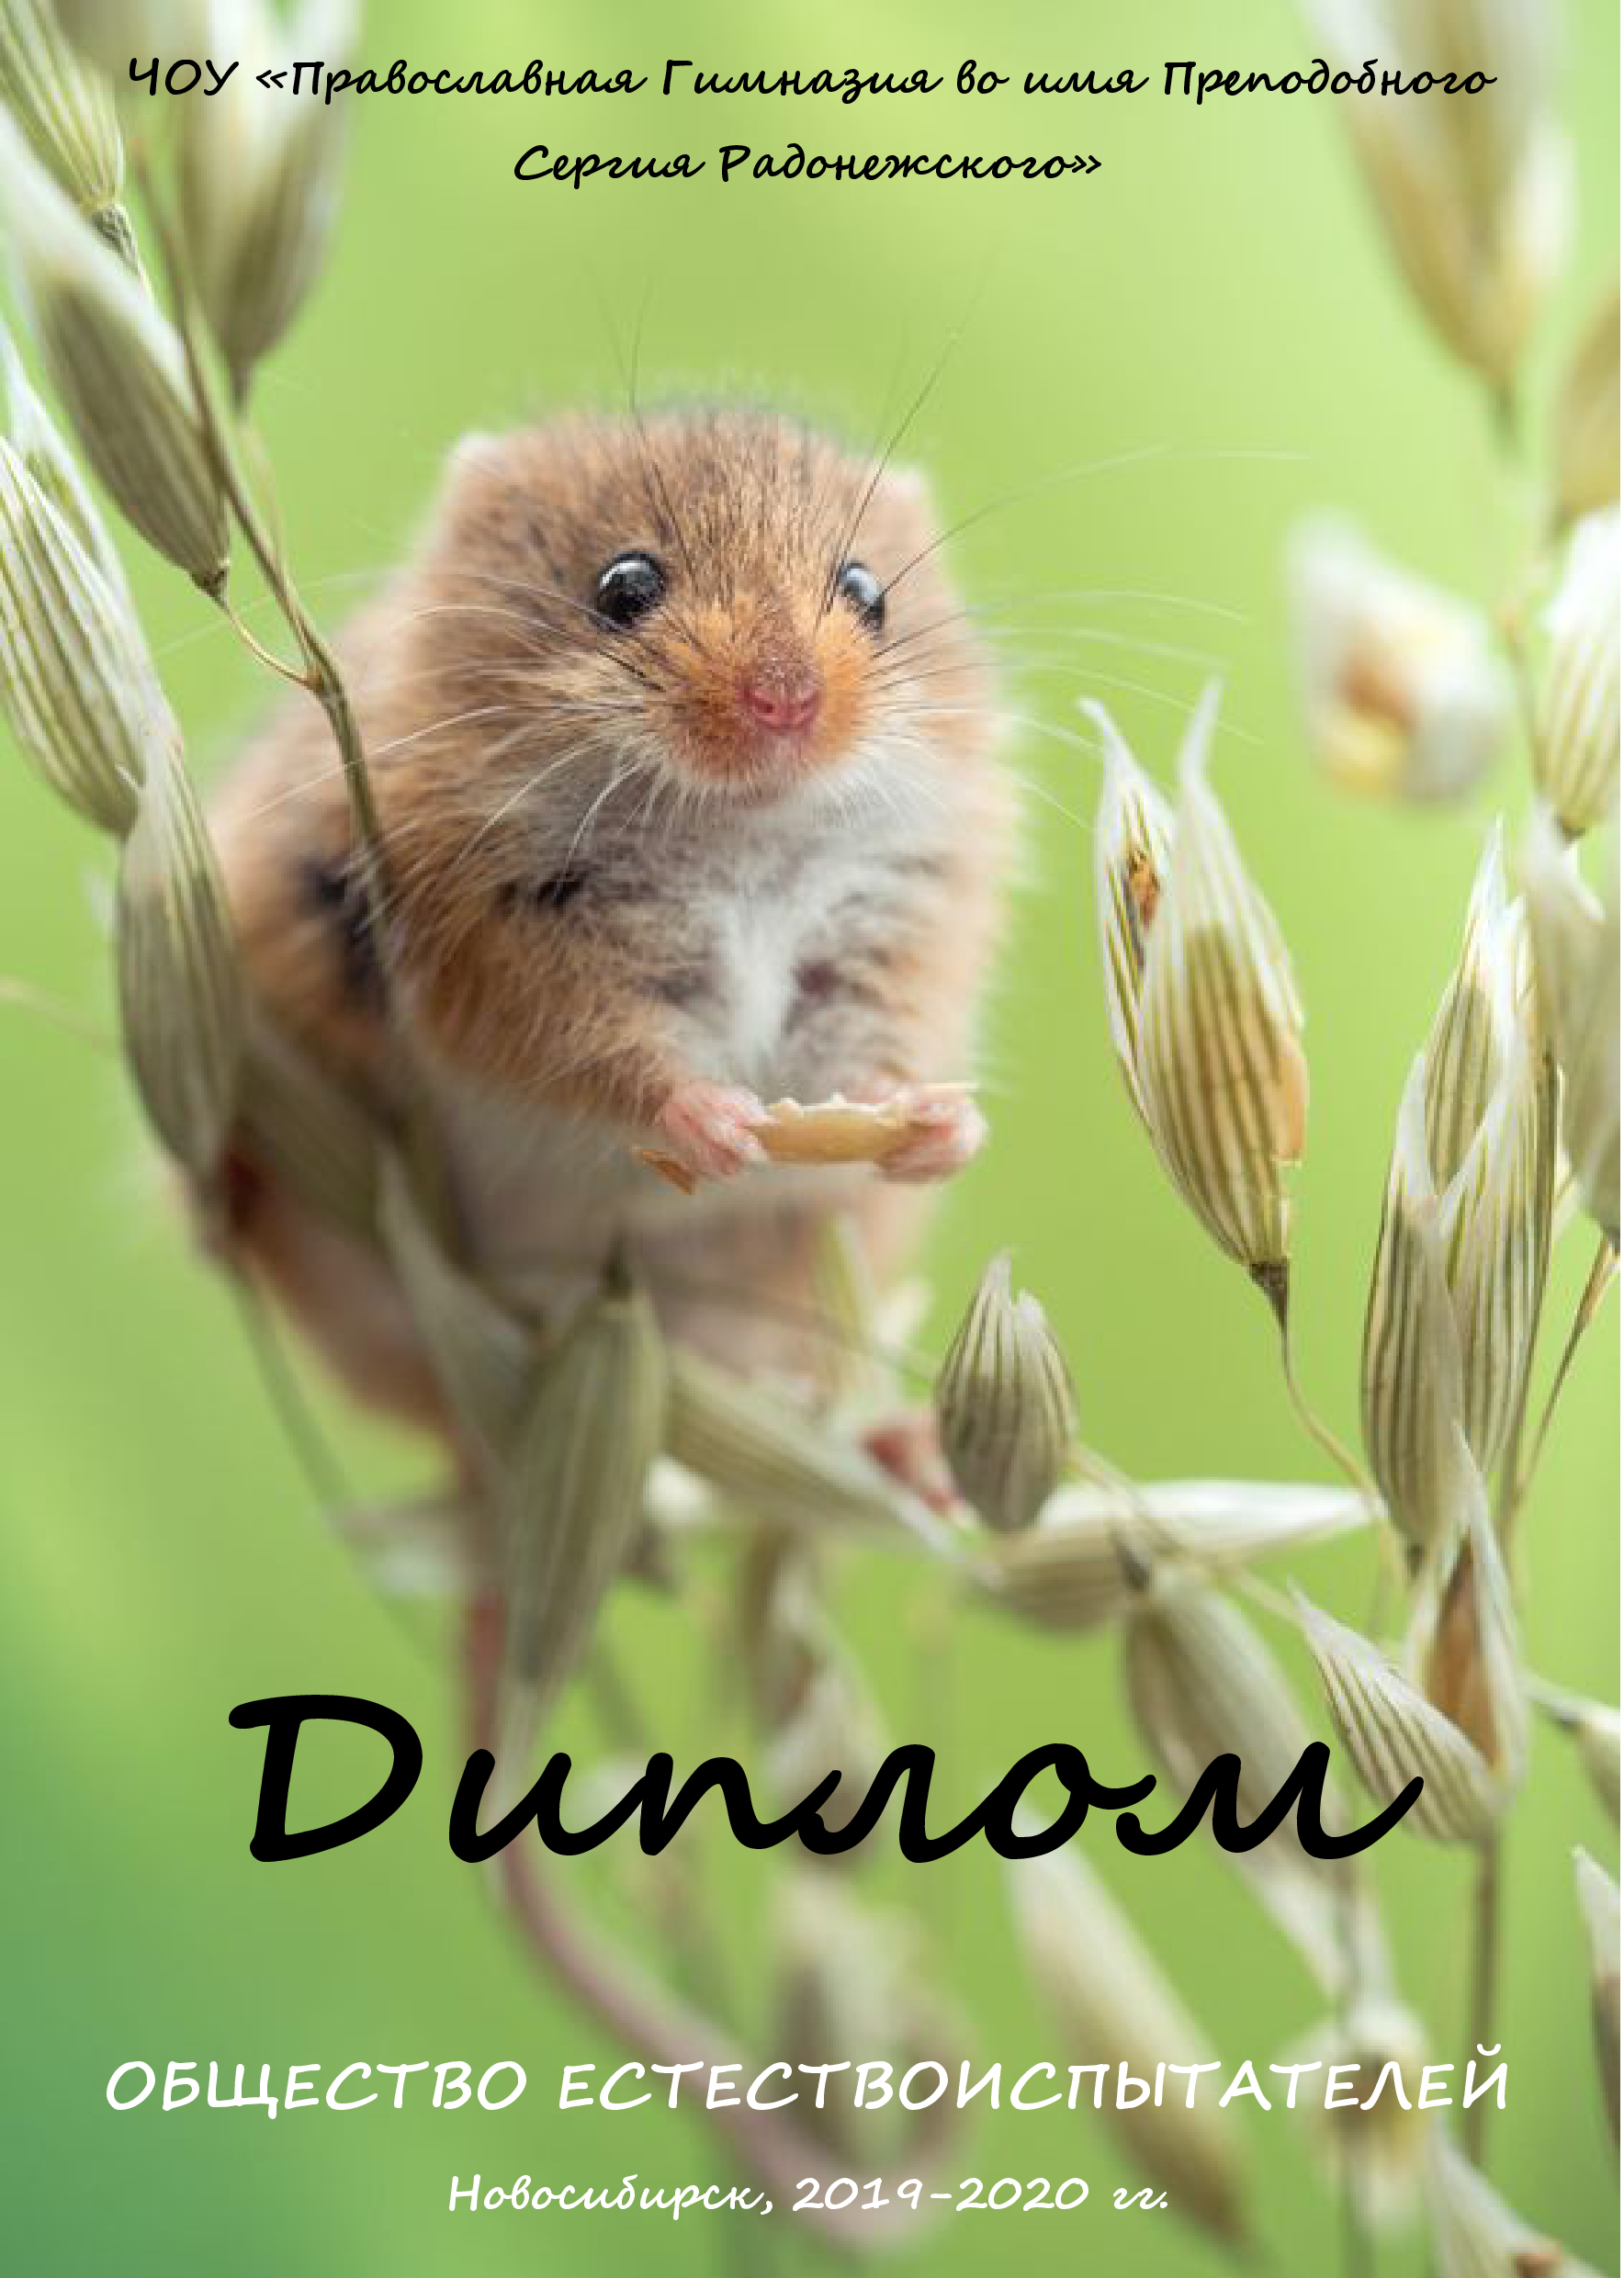 ЧОУ «Православная Гимназия во имя Преподобного
Сергия Радонежского»
Диплом
ОБЩЕСТВО ЕСТЕСТВОИСПЫТАТЕЛЕЙ
Новосибирск, 2019-2020 гг.